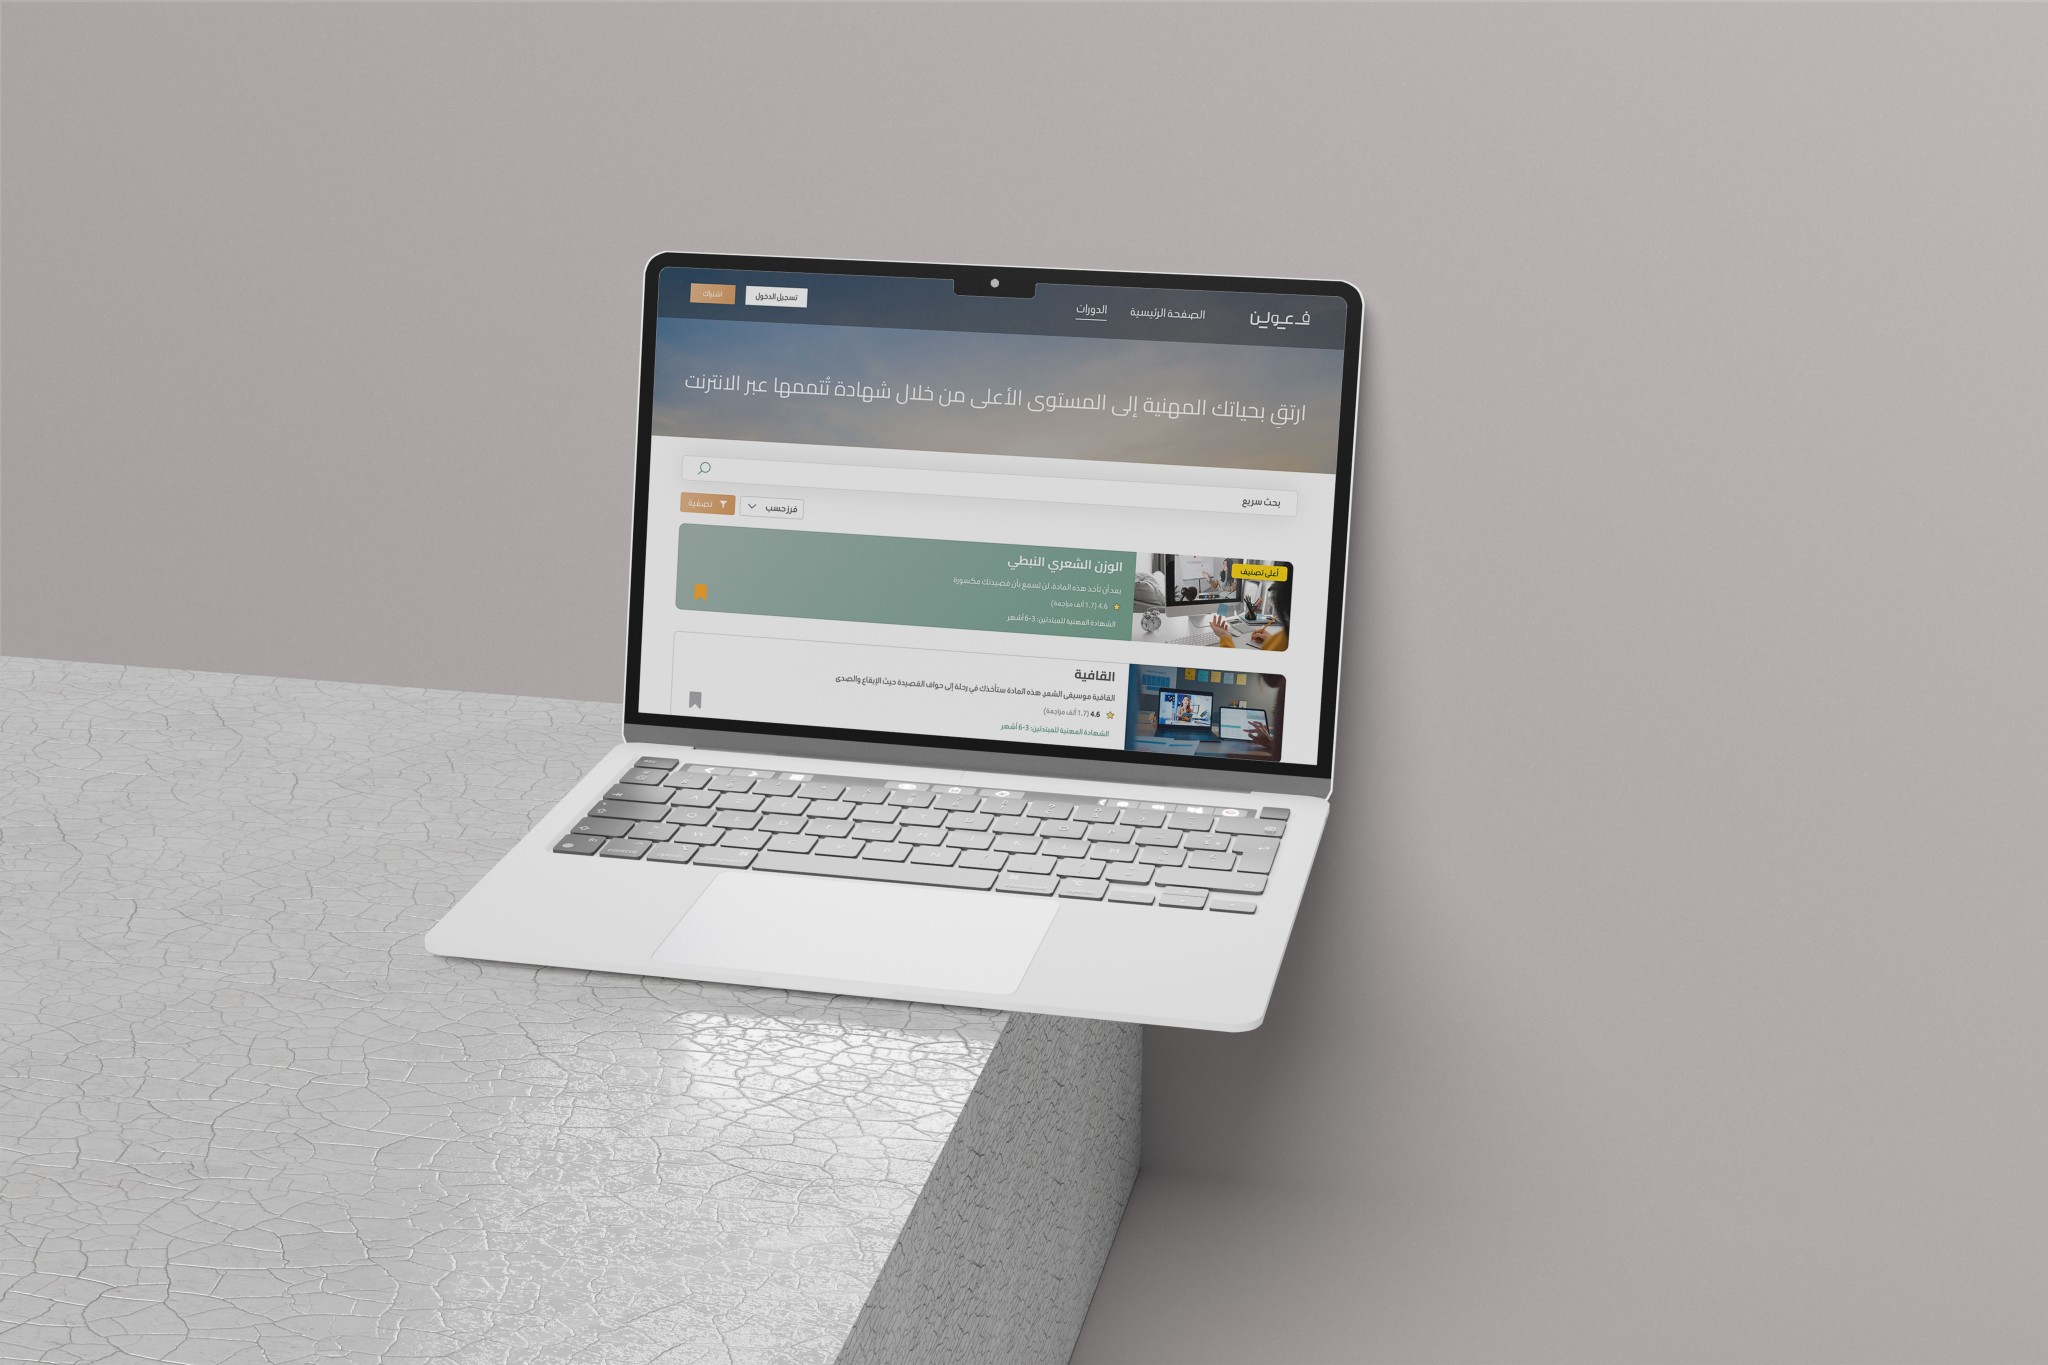 فـعـولـن
الصفحة الرئيسية
الدورات
تسجيل الدخول
اشتراك
ارتقِ بحياتك المهنية إلى المستوى الأعلى من خلال شهادة تُتممها عبر الانترنت
بحث سريع
فرز حسب
تصفية
أعلى تصنيف
الوزن الشعري النبطي
بعد أن تأخذ هذه المادة، لن تسمع بأن قصيدتك مكسورة
4.6 (1.7 ألف مراجعة)
الشهادة المهنية للمبتدئين: 3-6 أشهر
القافية
القافية موسيقى الشعر، هذه المادة ستأخذك في رحلة إلى حواف القصيدة حيث الإيقاع والصدى
4.6 (1.7 ألف مراجعة)
الشهادة المهنية للمبتدئين: 3-6 أشهر